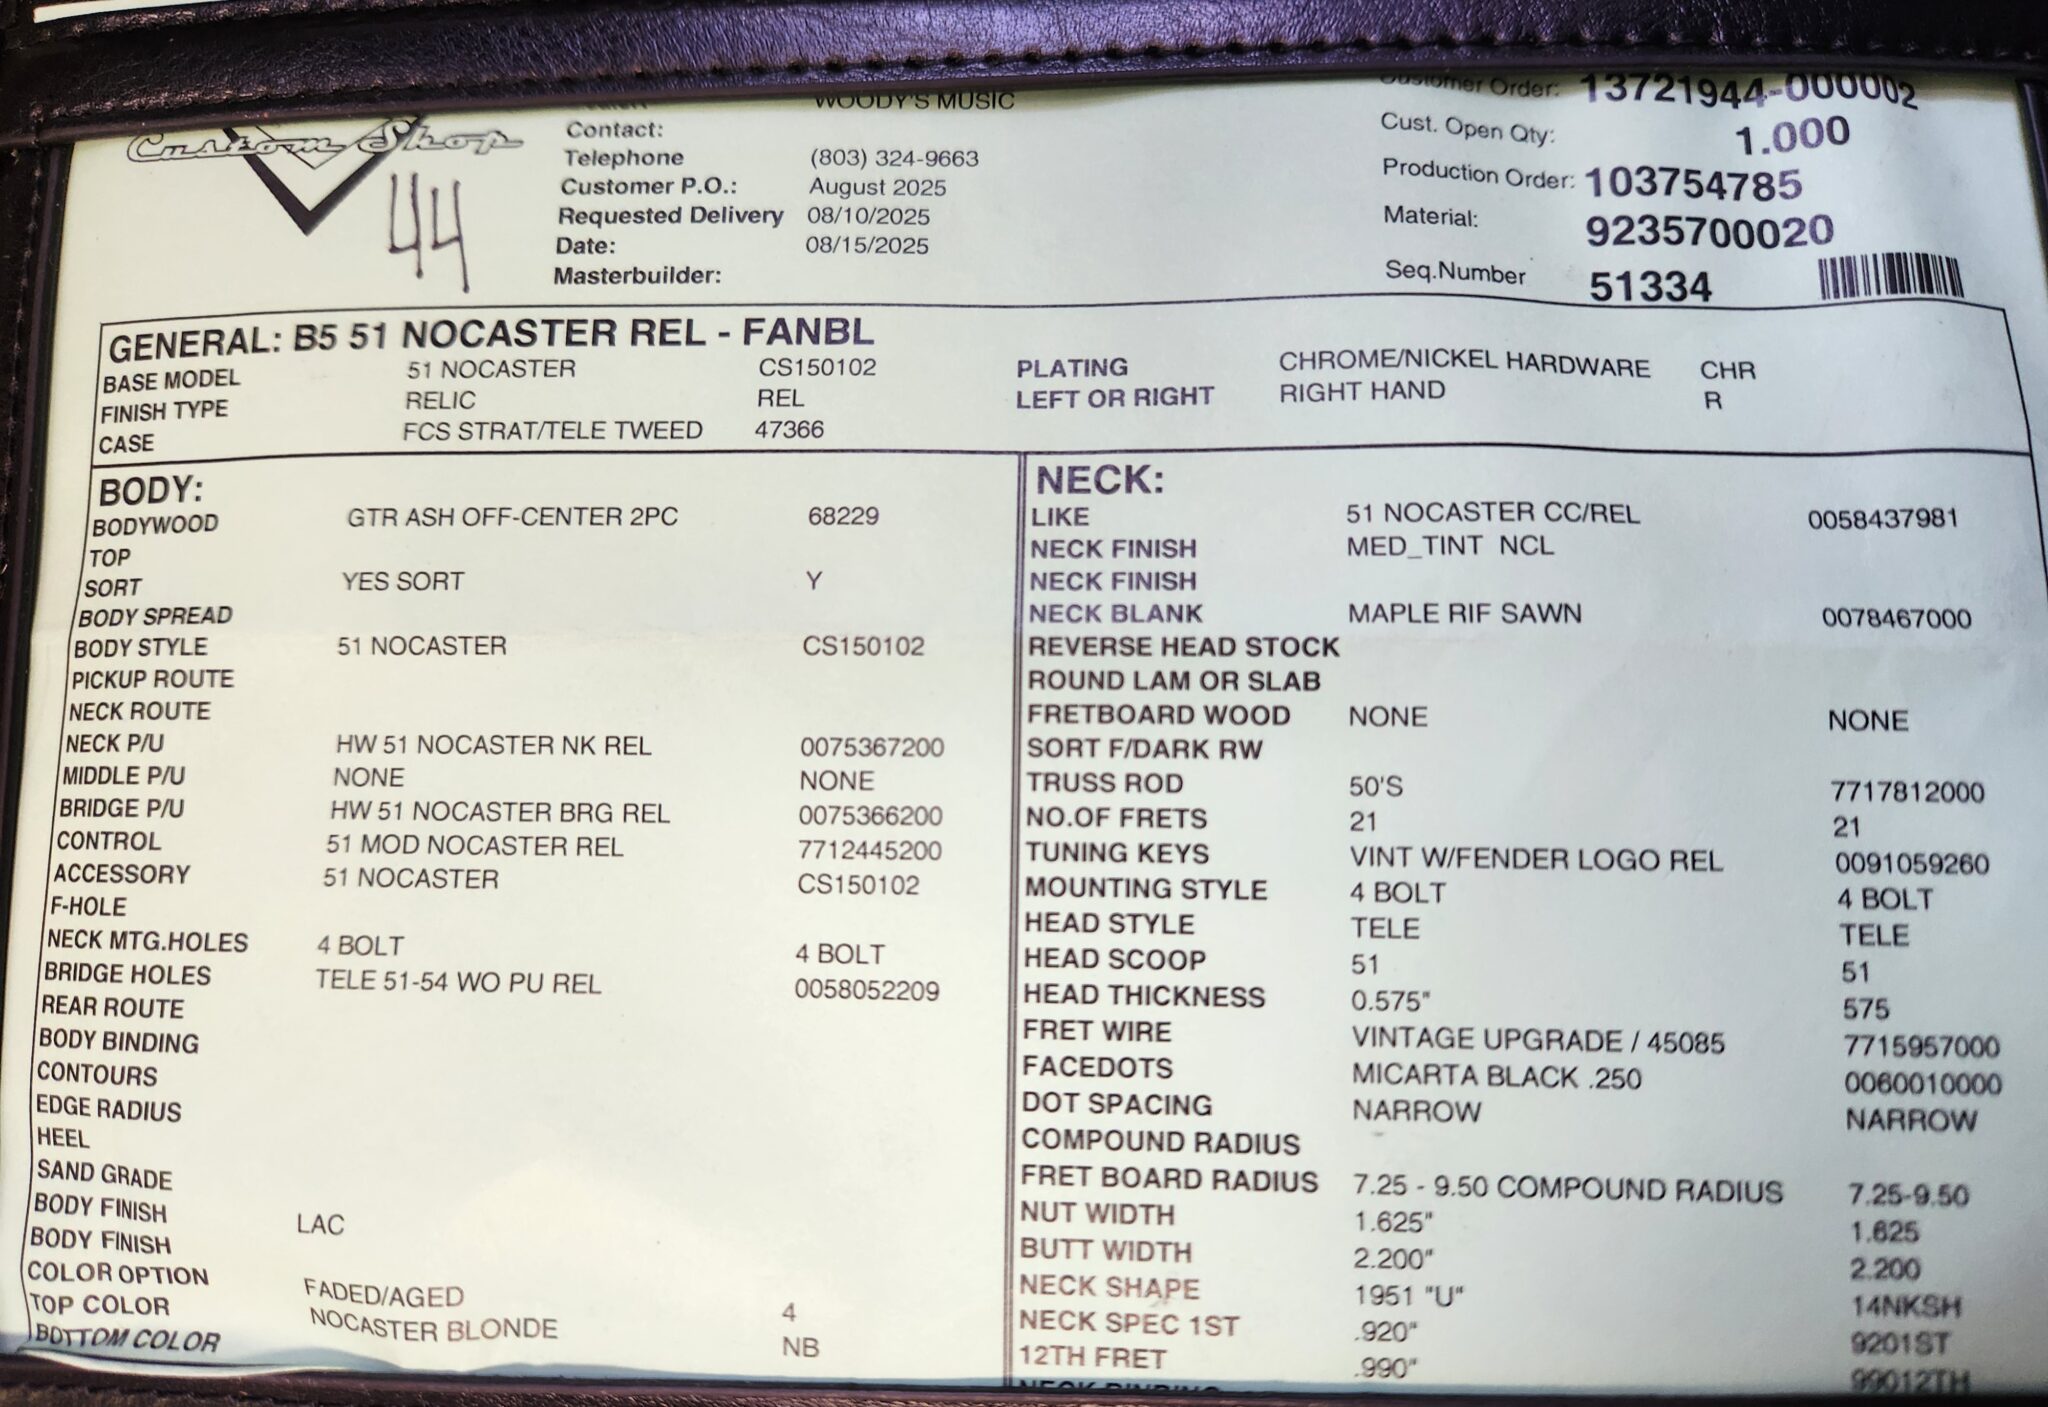 Custom Shop
44
WOODY'S MUSIC
Contact:
Telephone (803) 324-9663
Customer P.O.: August 2025
Requested Delivery 08/10/2025
Date: 08/15/2025
Masterbuilder:
Customer Order: 13721944-000002
Cust. Open Qty: 1.000
Production Order: 103754785
Material: 9235700020
Seq.Number 51334
GENERAL: B5 51 NOCASTER REL - FANBL
BASE MODEL 51 NOCASTER CS150102
FINISH TYPE RELIC REL
CASE FCS STRAT/TELE TWEED 47366
PLATING CHROME/NICKEL HARDWARE CHR
LEFT OR RIGHT RIGHT HAND R
BODY:
BODYWOOD GTR ASH OFF-CENTER 2PC 68229
TOP
SORT YES SORT Y
BODY SPREAD
BODY STYLE 51 NOCASTER CS150102
PICKUP ROUTE
NECK ROUTE
NECK P/U HW 51 NOCASTER NK REL 0075367200
MIDDLE P/U NONE NONE
BRIDGE P/U HW 51 NOCASTER BRG REL 0075366200
CONTROL 51 MOD NOCASTER REL 7712445200
ACCESSORY 51 NOCASTER CS150102
F-HOLE
NECK MTG.HOLES 4 BOLT 4 BOLT
BRIDGE HOLES TELE 51-54 WO PU REL 0058052209
REAR ROUTE
BODY BINDING
CONTOURS
EDGE RADIUS
HEEL
SAND GRADE
BODY FINISH LAC
BODY FINISH
COLOR OPTION FADED/AGED 4
TOP COLOR NOCASTER BLONDE NB
BOTTOM COLOR
NECK:
LIKE 51 NOCASTER CC/REL 0058437981
NECK FINISH MED_TINT NCL
NECK FINISH
NECK BLANK MAPLE RIF SAWN 0078467000
REVERSE HEAD STOCK
ROUND LAM OR SLAB
FRETBOARD WOOD NONE NONE
SORT F/DARK RW
TRUSS ROD 50'S 7717812000
NO.OF FRETS 21 21
TUNING KEYS VINT W/FENDER LOGO REL 0091059260
MOUNTING STYLE 4 BOLT 4 BOLT
HEAD STYLE TELE TELE
HEAD SCOOP 51 51
HEAD THICKNESS 0.575" 575
FRET WIRE VINTAGE UPGRADE / 45085 7715957000
FACEDOTS MICARTA BLACK .250 0060010000
DOT SPACING NARROW NARROW
COMPOUND RADIUS
FRET BOARD RADIUS 7.25 - 9.50 COMPOUND RADIUS 7.25-9.50
NUT WIDTH 1.625" 1.625
BUTT WIDTH 2.200" 2.200
NECK SHAPE 1951 "U" 14NKSH
NECK SPEC 1ST .920" 9201ST
12TH FRET .990" 99012TH